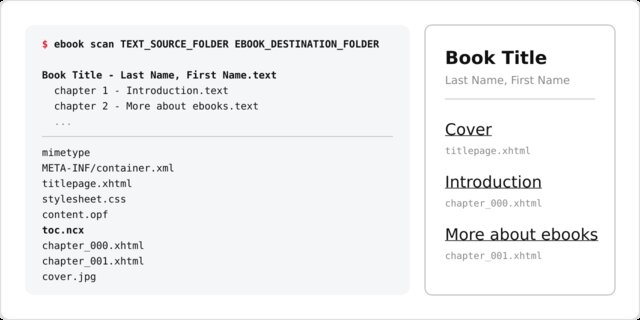 $ ebook scan TEXT_SOURCE_FOLDER EBOOK_DESTINATION_FOLDER
Book Title - Last Name, First Name.text
chapter 1 - Introduction.text
chapter 2 - More about ebooks.text
...
mimetype
META-INF/container.xml
titlepage.xhtml
stylesheet.css
content.opf
toc.ncx
chapter_000.xhtml
chapter_001.xhtml
cover.jpg
Book Title
Last Name, First Name
Cover
titlepage.xhtml
Introduction
chapter_000.xhtml
More about ebooks
chapter_001.xhtml